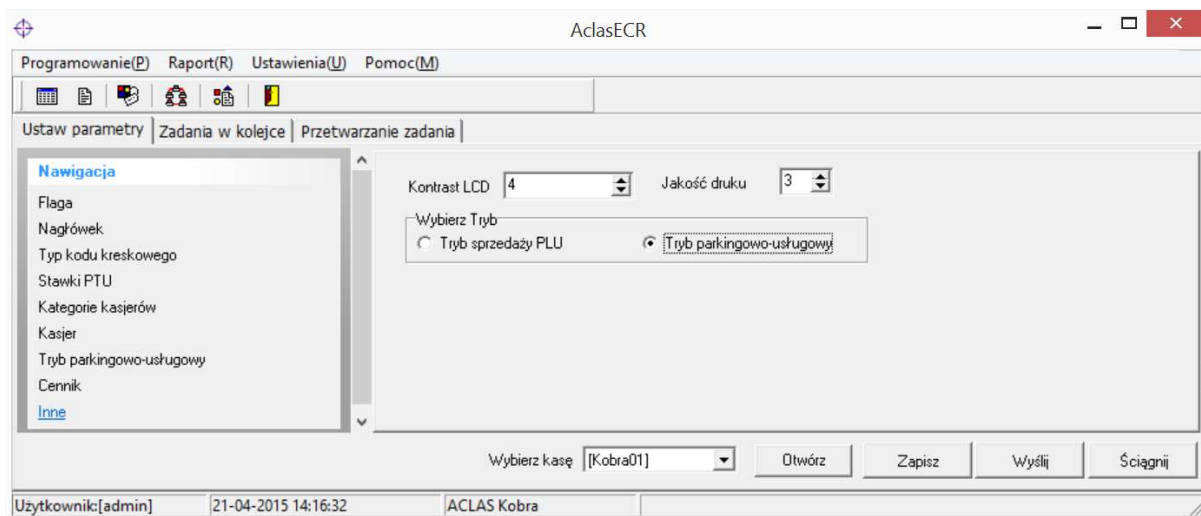 AclasECR
Programowanie(P) Raport(R) Ustawienia(U) Pomoc(M)
Ustaw parametry Zadania w kolejce Przetwarzanie zadania
Nawigacja
Flaga
Nagłówek
Typ kodu kreskowego
Stawki PTU
Kategorie kasjerów
Kasjer
Tryb parkingowo-usługowy
Cennik
Inne
Kontrast LCD 4 Jakość druku 3
Wybierz Tryb
Tryb sprzedaży PLU Tryb parkingowo-usługowy
Wybierz kasę [Kobra01] Otwórz Zapisz Wyślij Ściągnij
Użytkownik:[admin] 21-04-2015 14:16:32 ACLAS Kobra